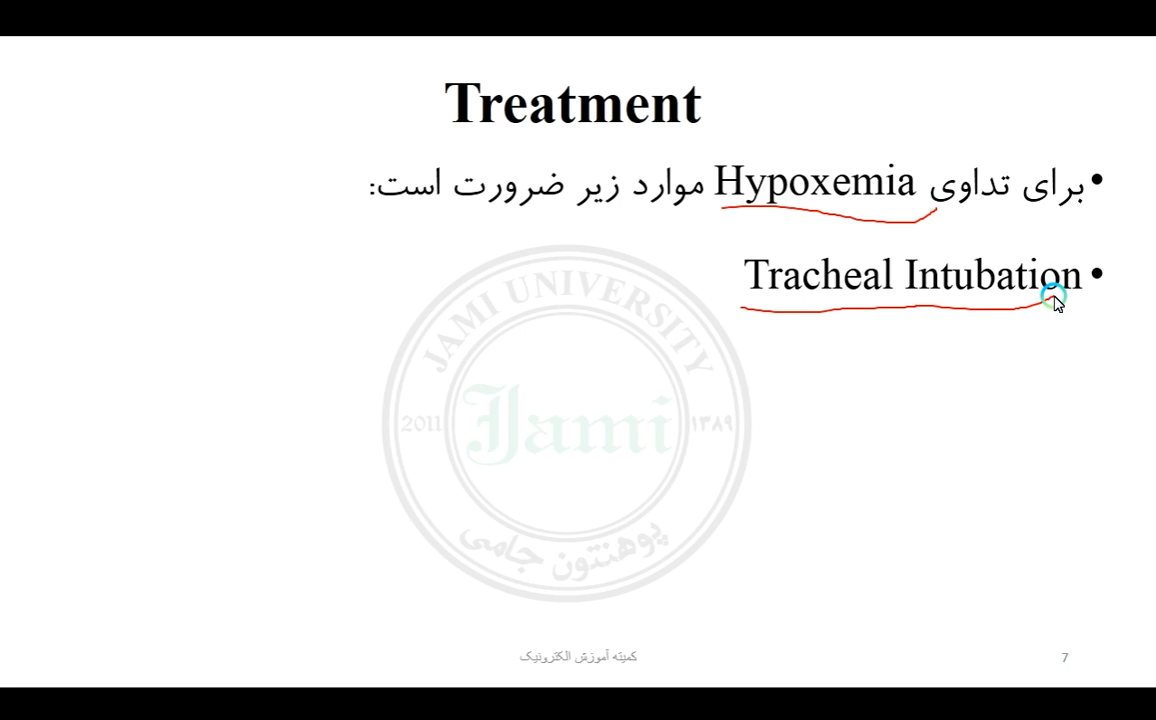 Treatment
•برای تداوی Hypoxemia موارد زیر ضرورت است:
•Tracheal Intubation
JAMI UNIVERSITY
2011 Jami ۱۳۸۹
پوهنتون جامی
کمیته آموزش الکترونیک
7